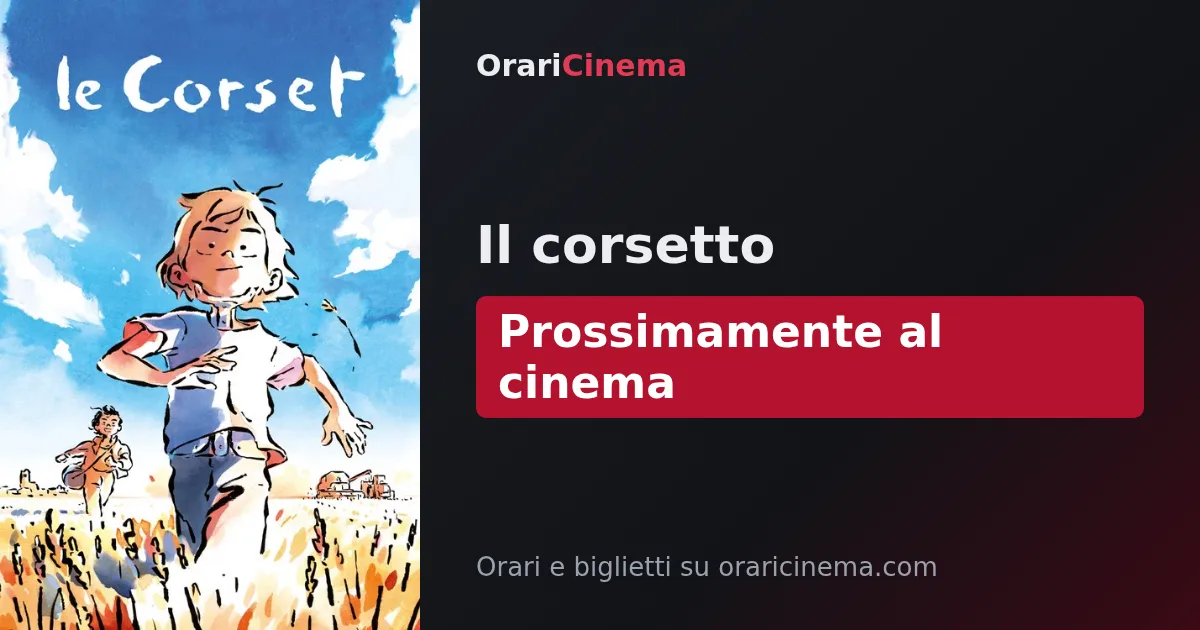 le Corset
OrariCinema
Il corsetto
Prossimamente al
cinema
Orari e biglietti su oraricinema.com